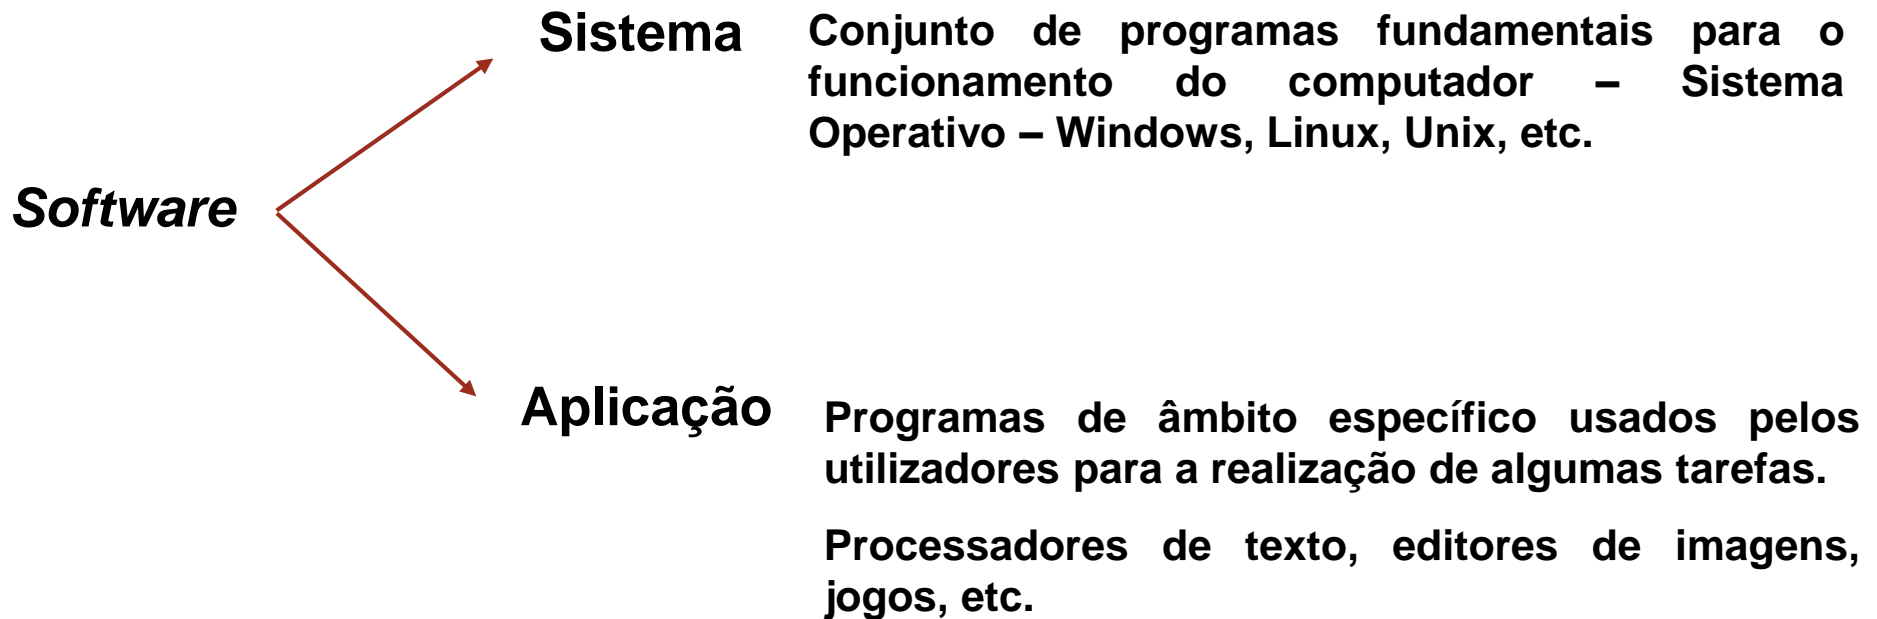 Sistema
Conjunto de programas fundamentais para o
funcionamento do computador – Sistema
Operativo – Windows, Linux, Unix, etc.
Software
Aplicação
Programas de âmbito específico usados pelos
utilizadores para a realização de algumas tarefas.
Processadores de texto, editores de imagens,
jogos, etc.